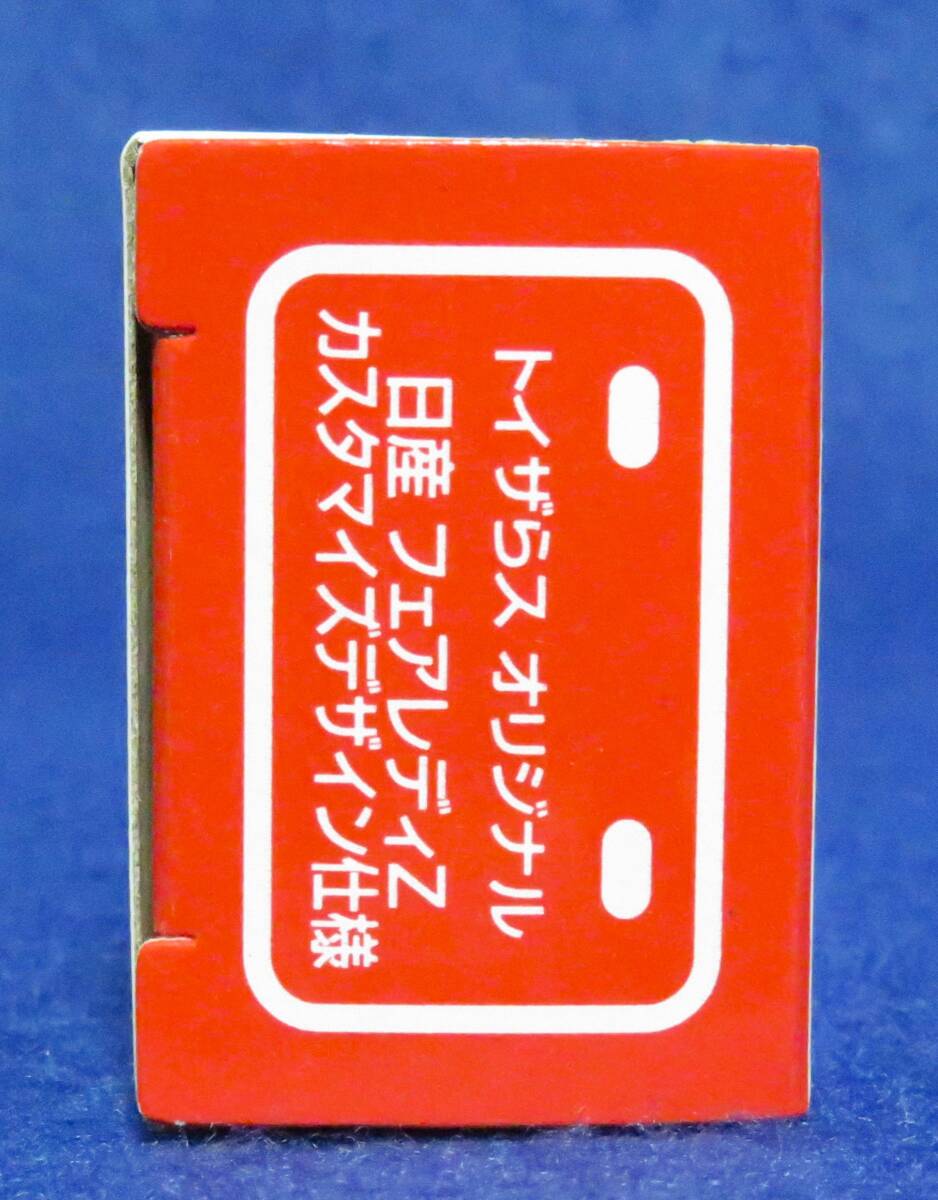 トイザらス オリジナル
日産 フェアレディZ
カスタマイズデザイン仕様